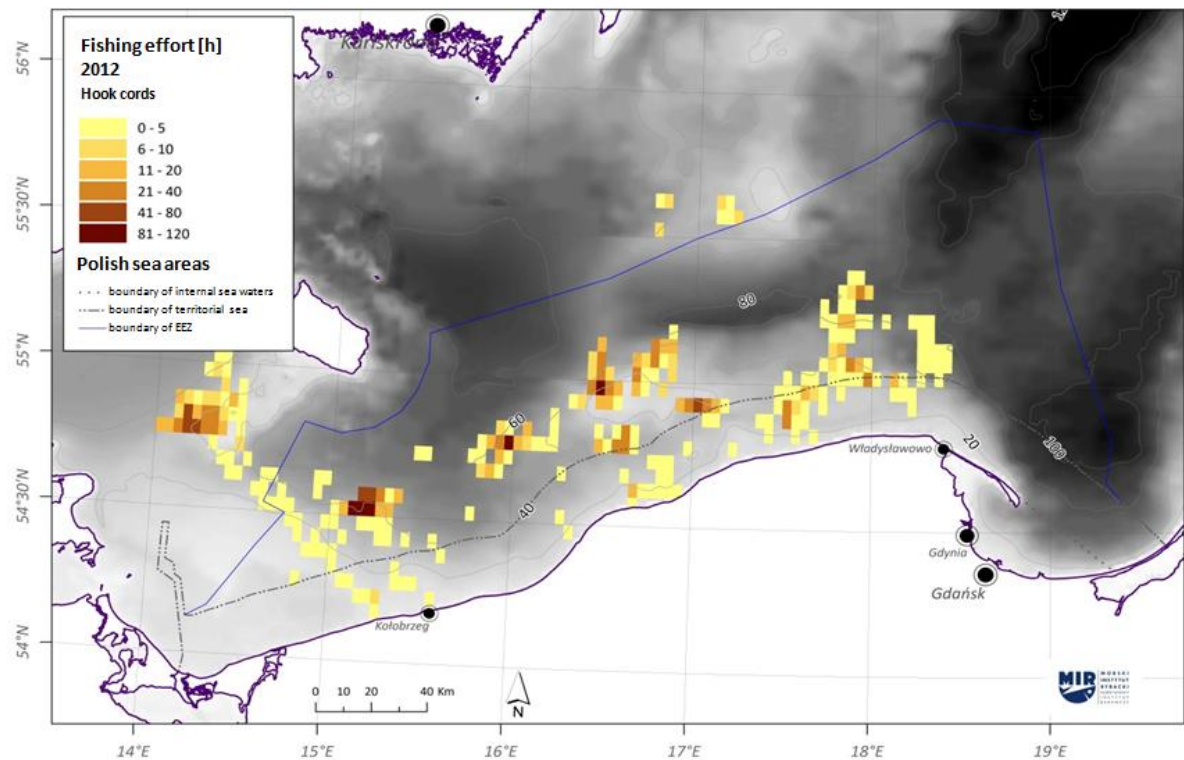 Fishing effort [h]
2012
Hook cords
0 - 5
6 - 10
11 - 20
21 - 40
41 - 80
81 - 120
Polish sea areas
boundary of internal sea waters
boundary of territorial sea
boundary of EEZ
56°N
55°30'N
55°N
54°30'N
54°N
80
60
40
20
100
Władysławowo
Gdynia
Gdańsk
Kołobrzeg
0 10 20 40 Km
N
MIR
MORSKI
INSTYTUT
RYBACKI
14°E
15°E
16°E
17°E
18°E
19°E